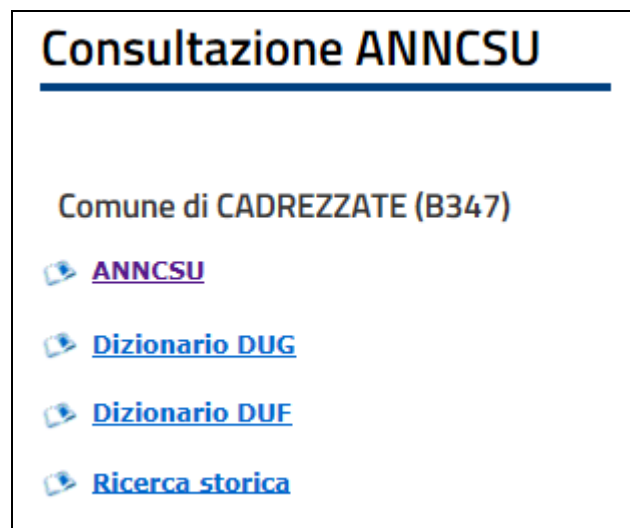 Consultazione ANNCSU
Comune di CADREZZATE (B347)
ANNCSU
Dizionario DUG
Dizionario DUF
Ricerca storica